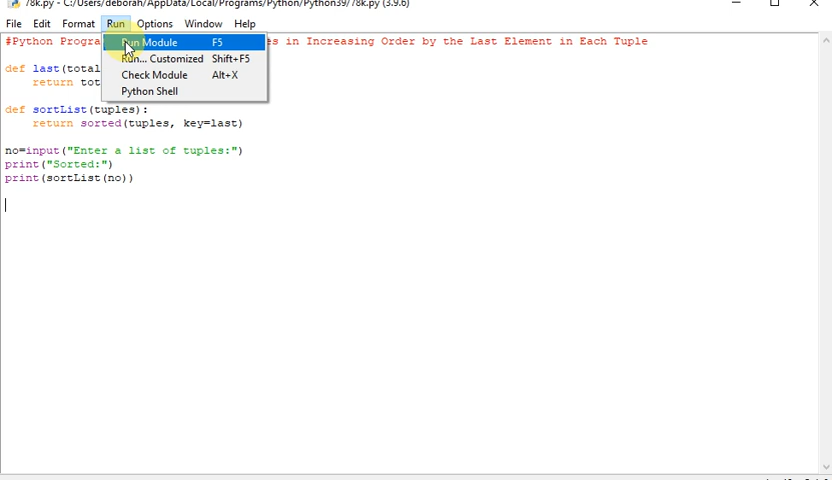 78k.py - C:/Users/deborah/AppData/Local/Programs/Python/Python39/78k.py (3.9.6)
File Edit Format Run Options Window Help
#Python Progra es in Increasing Order by the Last Element in Each Tuple
Run Module F5
Run... Customized Shift+F5
Check Module Alt+X
Python Shell
def last(total
return tot
def sortList(tuples):
return sorted(tuples, key=last)
no=input("Enter a list of tuples:")
print("Sorted:")
print(sortList(no))